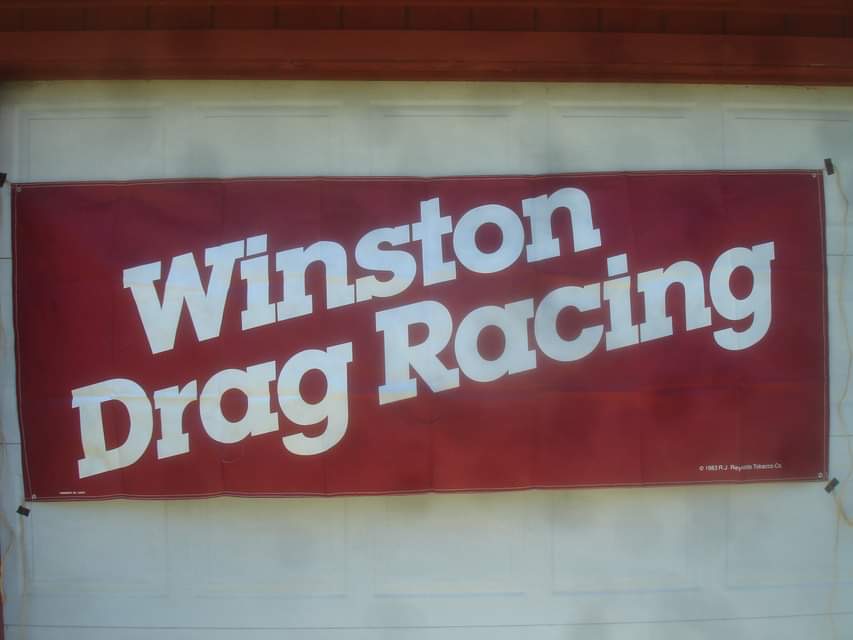 Winston
Drag Racing
© 1983 R.J. Reynolds Tobacco Co.